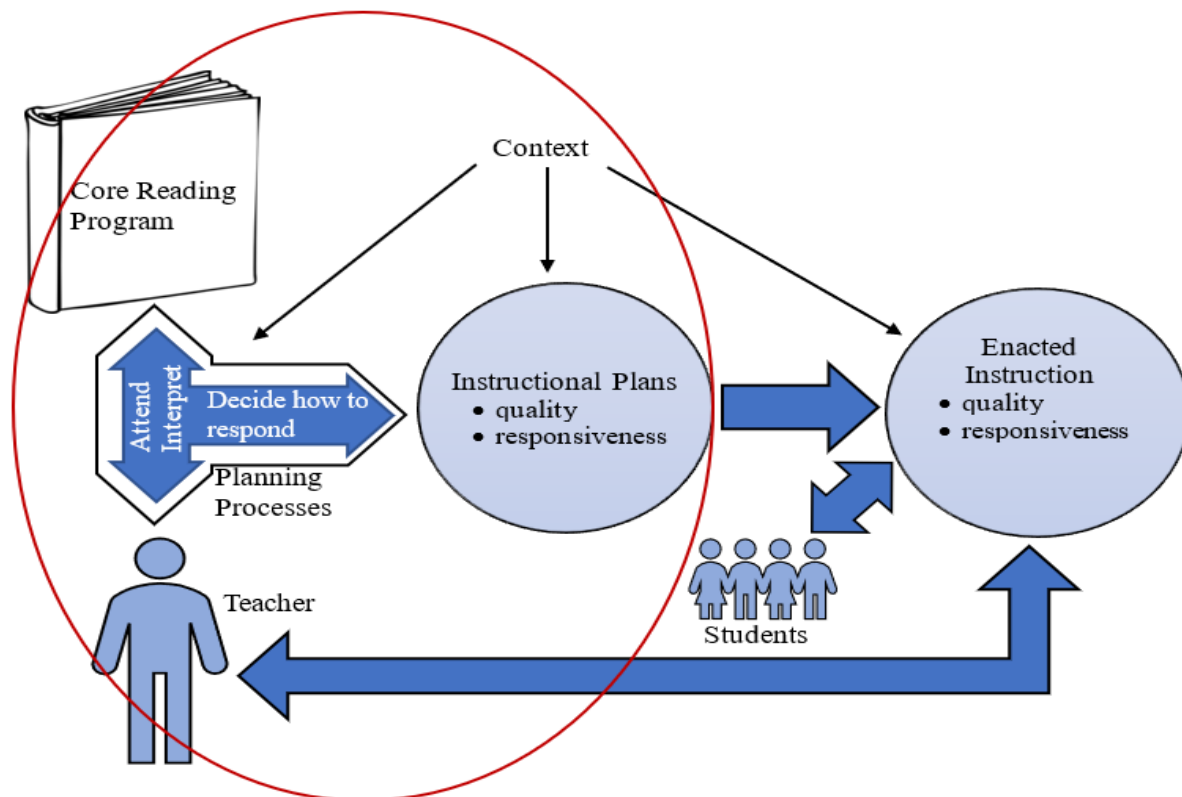 Core Reading
Program
Context
Attend
Interpret
Decide how to
respond
Planning
Processes
Instructional Plans
• quality
• responsiveness
Enacted
Instruction
• quality
• responsiveness
Teacher
Students